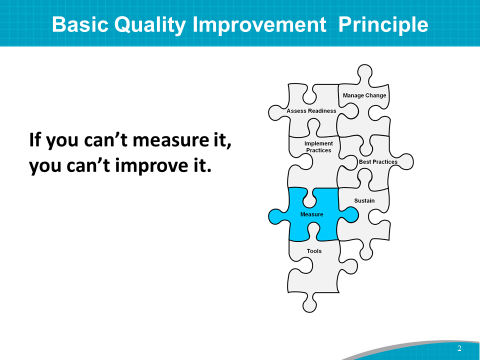 Basic Quality Improvement  Principle
If you can’t measure it,
you can’t improve it.
Manage Change
Assess Readiness
Implement
Practices
Best Practices
Sustain
Measure
Tools
2